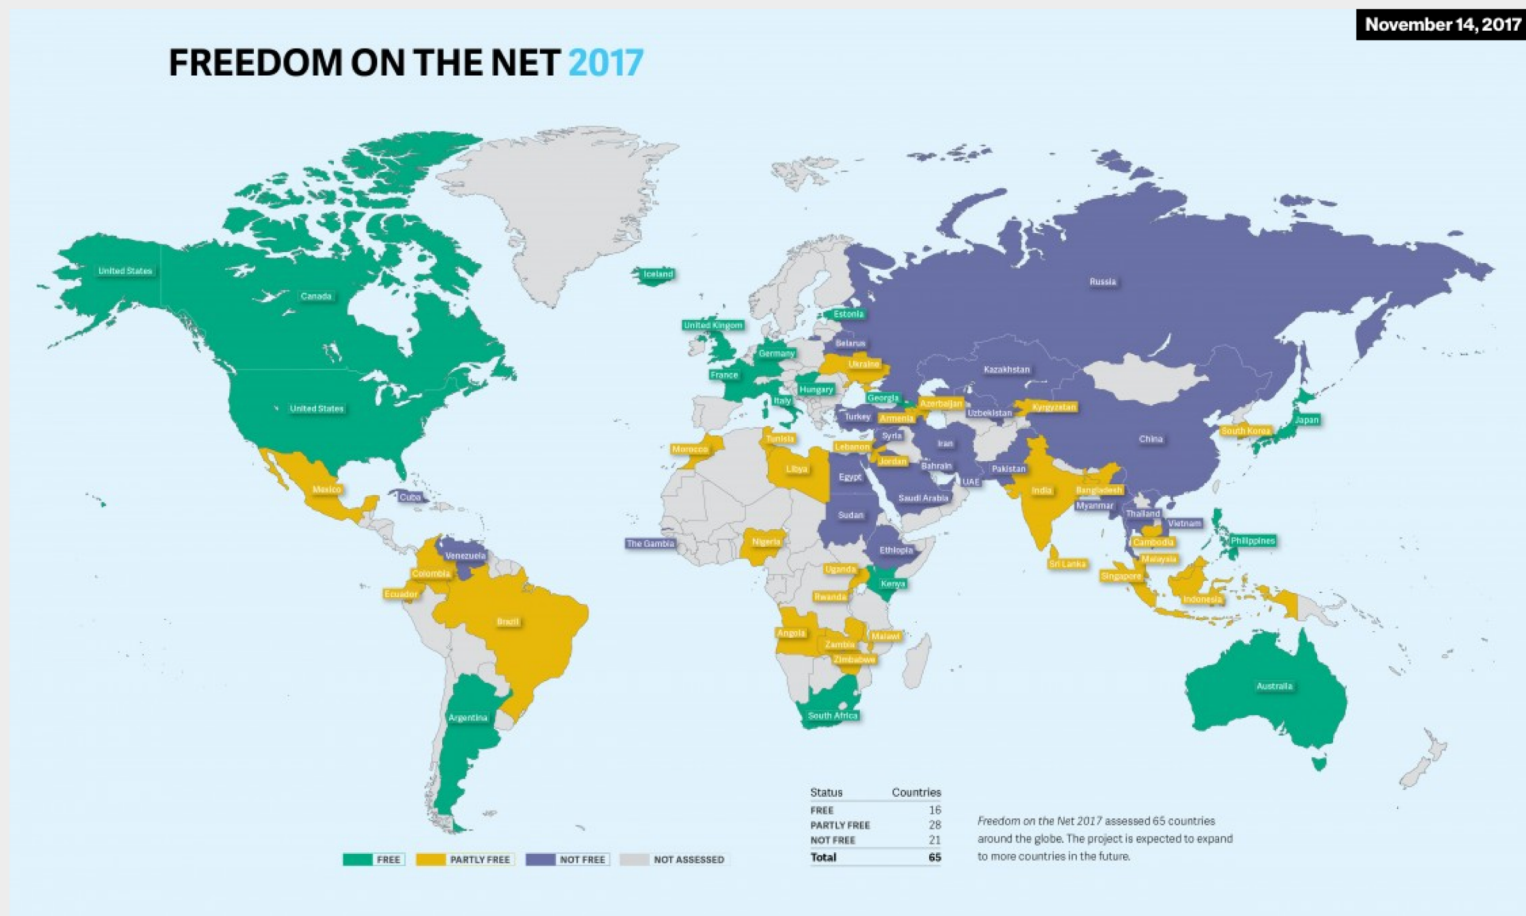 November 14, 2017
FREEDOM ON THE NET 2017
United States
Canada
Iceland
Russia
United Kingom
Estonia
Belarus
Germany
Ukraine
France
Kazakhstan
Hungary
Italy
Georgia
Azerbaijan
Kyrgyzstan
United States
Uzbekistan
Turkey
Armenia
Japan
South Korea
China
Syria
Tunisia
Iran
Morocco
Lebanon
Jordan
Bahrain
Pakistan
Libya
Egypt
UAE
Mexico
India
Bangladesh
Cuba
Saudi Arabia
Myanmar
Sudan
Thailand
Vietnam
The Gambia
Nigeria
Philippines
Cambodia
Venezuela
Ethiopia
Malaysia
Sri Lanka
Colombia
Uganda
Singapore
Kenya
Ecuador
Rwanda
Indonesia
Brazil
Angola
Malawi
Zambia
Zimbabwe
Australia
Argentina
South Africa
Status Countries
FREE 16
PARTLY FREE 28
NOT FREE 21
Total 65
Freedom on the Net 2017 assessed 65 countries
around the globe. The project is expected to expand
to more countries in the future.
FREE PARTLY FREE NOT FREE NOT ASSESSED